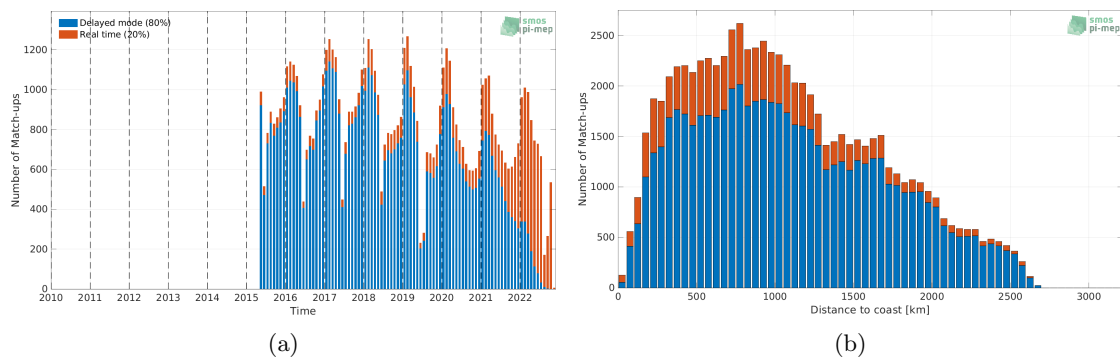 Delayed mode (80%)
Real time (20%)
smos
pi-mep
Number of Match-ups
1200
1000
800
600
400
200
0
2010 2011 2012 2013 2014 2015 2016 2017 2018 2019 2020 2021 2022
Time
(a)
smos
pi-mep
Number of Match-ups
2500
2000
1500
1000
500
0
0 500 1000 1500 2000 2500 3000
Distance to coast [km]
(b)